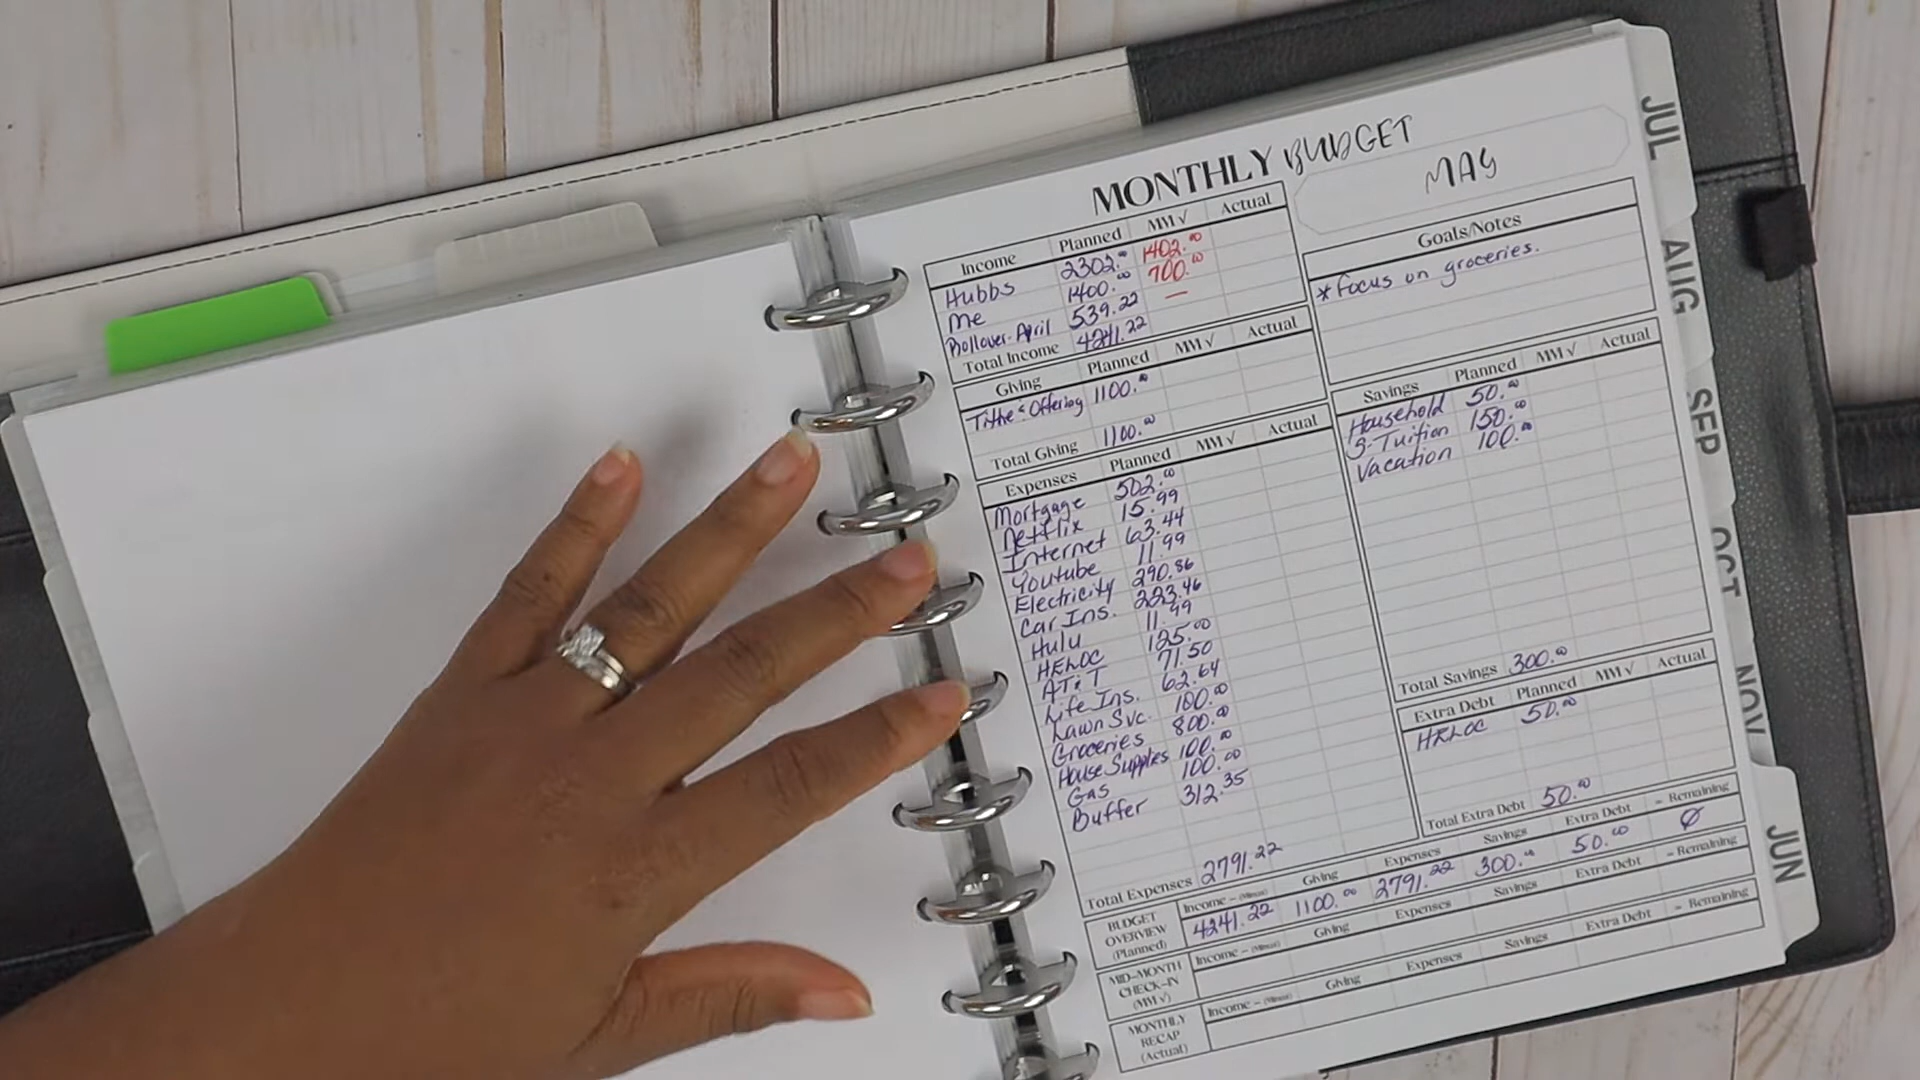 MONTHLY BUDGET
MAY
Income Planned MM√ Actual
Hubbs 2302.00 1402.00
Me 1400.00 700.00
Rollover-April 539.22 —
Total Income 4241.22
Giving Planned MM√ Actual
Tithe & Offering 1100.00
Total Giving 1100.00
Expenses Planned MM√ Actual
Mortgage 502.00
Netflix 15.99
Internet 63.44
Youtube 11.99
Electricity 290.86
Car Ins. 223.46
Hulu 11.99
HELOC 125.00
AT&T 71.50
Life Ins. 62.64
Lawn Svc. 100.00
Groceries 800.00
House Supplies 100.00
Gas 100.00
Buffer 312.35
Total Expenses 2791.22
Goals/Notes
*focus on groceries.
Savings Planned MM√ Actual
Household 50.00
S-Tuition 150.00
Vacation 100.00
Total Savings 300.00
Extra Debt Planned MM√ Actual
HELOC 50.00
Total Extra Debt 50.00
BUDGET OVERVIEW (Planned)
Income – (Minus) Giving Expenses Savings Extra Debt = Remaining
4241.22 1100.00 2791.22 300.00 50.00 Ø
MID-MONTH CHECK-IN (MM√)
Income – (Minus) Giving Expenses Savings Extra Debt = Remaining
MONTHLY RECAP (Actual)
Income – (Minus) Giving Expenses Savings Extra Debt = Remaining
JUL
AUG
SEP
OCT
NOV
JUN